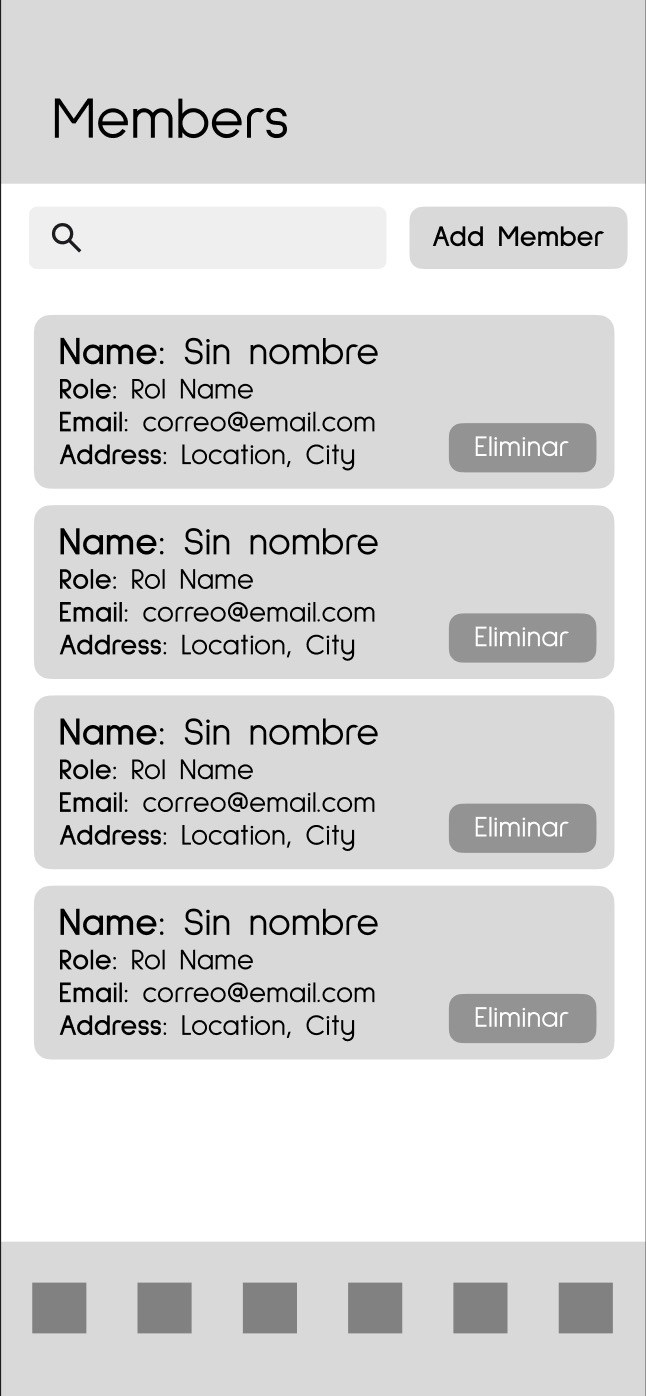 Members
Add Member
Name: Sin nombre
Role: Rol Name
Email: correo@email.com
Address: Location, City
Eliminar
Name: Sin nombre
Role: Rol Name
Email: correo@email.com
Address: Location, City
Eliminar
Name: Sin nombre
Role: Rol Name
Email: correo@email.com
Address: Location, City
Eliminar
Name: Sin nombre
Role: Rol Name
Email: correo@email.com
Address: Location, City
Eliminar